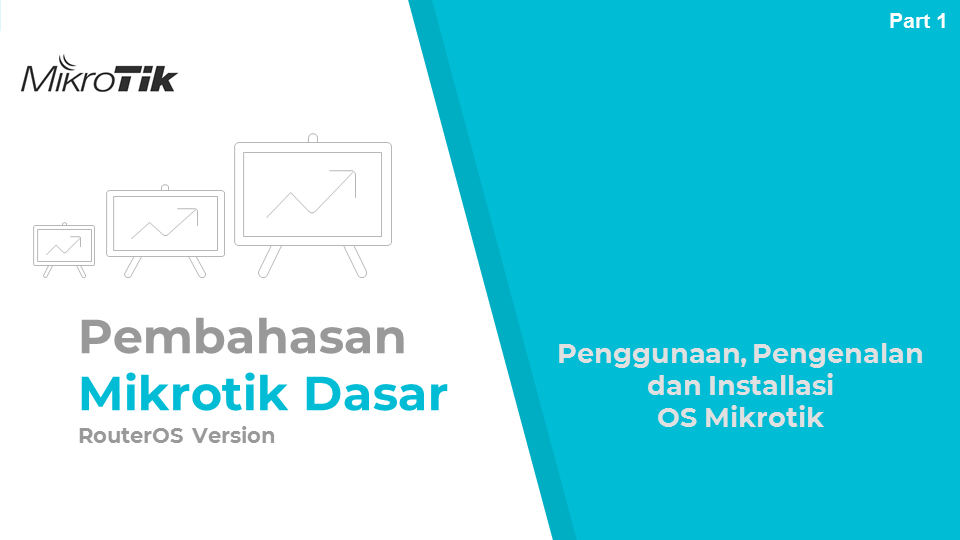 Part 1
MikroTik
Pembahasan
Mikrotik Dasar
RouterOS Version
Penggunaan, Pengenalan
dan Installasi
OS Mikrotik